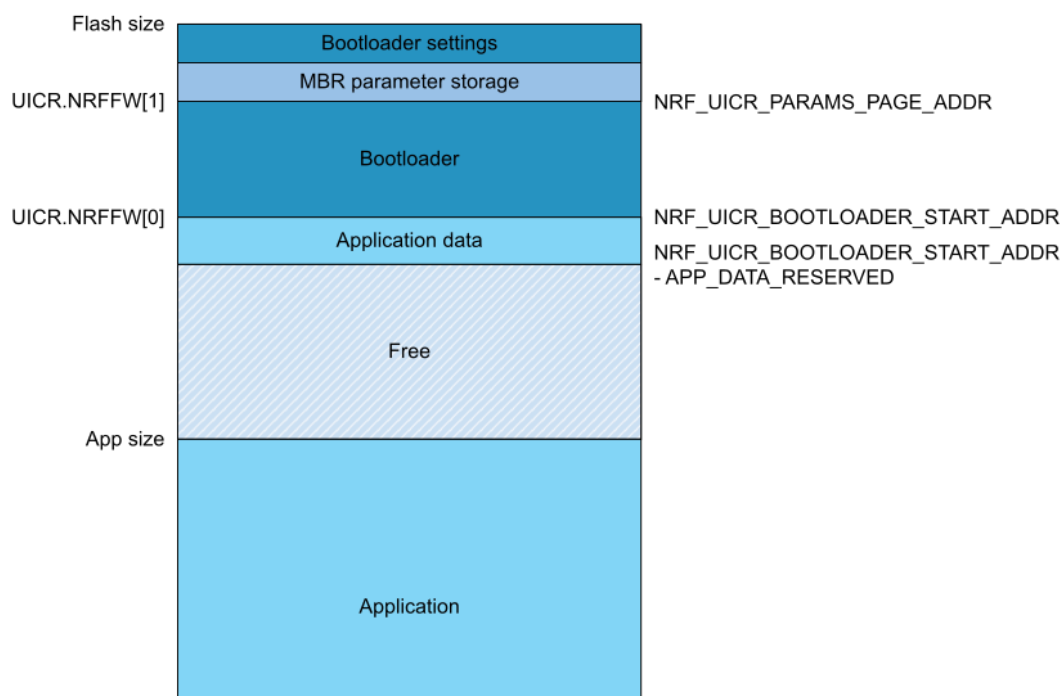 Flash size
Bootloader settings
MBR parameter storage
UICR.NRFFW[1]
NRF_UICR_PARAMS_PAGE_ADDR
Bootloader
UICR.NRFFW[0]
NRF_UICR_BOOTLOADER_START_ADDR
Application data
NRF_UICR_BOOTLOADER_START_ADDR
- APP_DATA_RESERVED
Free
App size
Application